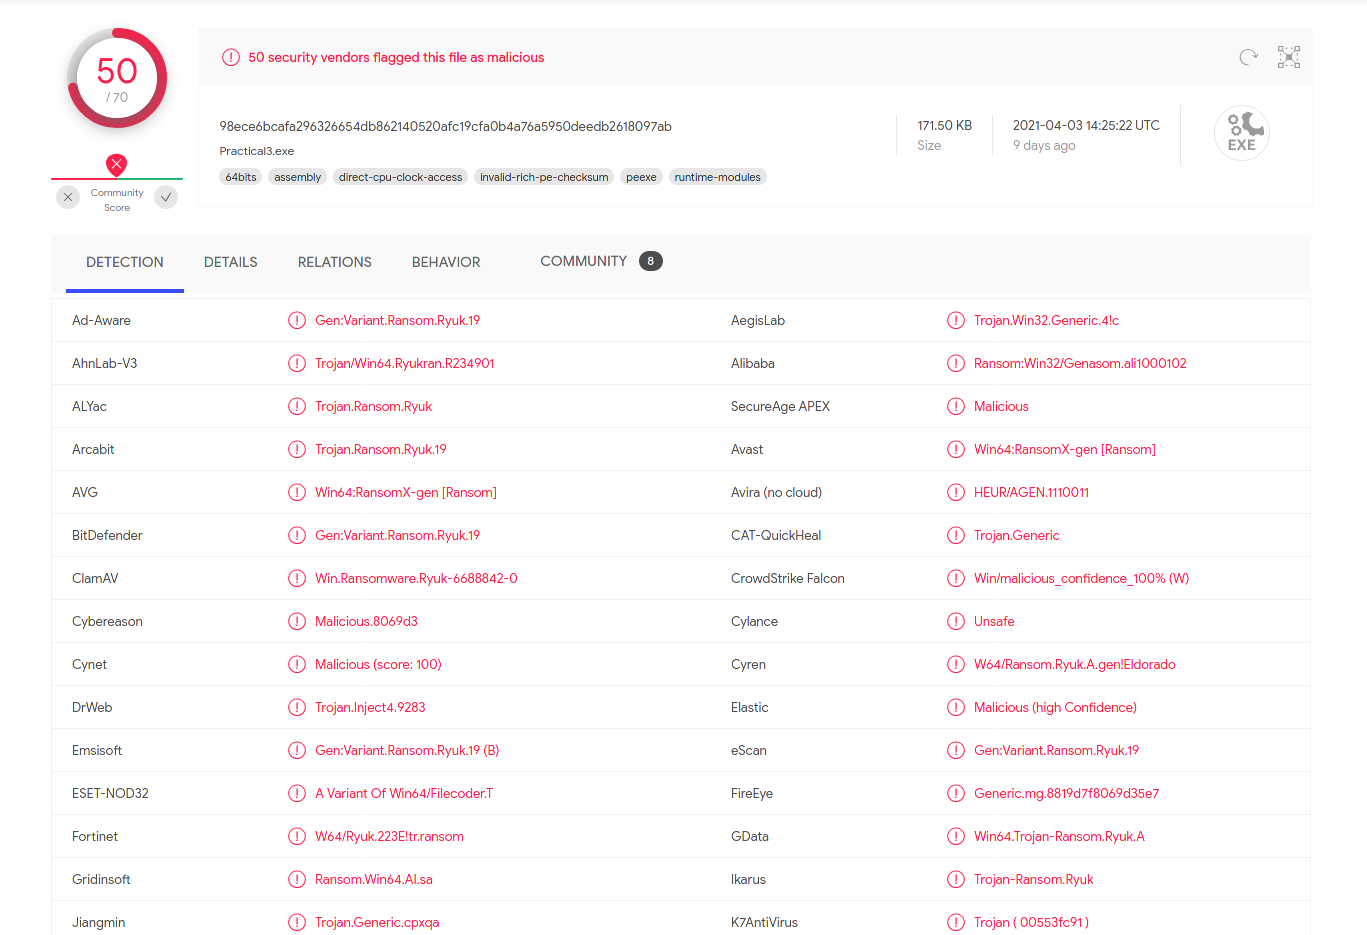 50
/ 70
Community
Score
50 security vendors flagged this file as malicious
98ece6bcafa296326654db862140520afc19cfa0b4a76a5950deedb2618097ab
Practical3.exe
64bits assembly direct-cpu-clock-access invalid-rich-pe-checksum peexe runtime-modules
171.50 KB
Size
2021-04-03 14:25:22 UTC
9 days ago
EXE
DETECTION DETAILS RELATIONS BEHAVIOR COMMUNITY 8
Ad-Aware Gen:Variant.Ransom.Ryuk.19 AegisLab Trojan.Win32.Generic.4!c
AhnLab-V3 Trojan/Win64.Ryukran.R234901 Alibaba Ransom:Win32/Genasom.ali1000102
ALYac Trojan.Ransom.Ryuk SecureAge APEX Malicious
Arcabit Trojan.Ransom.Ryuk.19 Avast Win64:RansomX-gen [Ransom]
AVG Win64:RansomX-gen [Ransom] Avira (no cloud) HEUR/AGEN.1110011
BitDefender Gen:Variant.Ransom.Ryuk.19 CAT-QuickHeal Trojan.Generic
ClamAV Win.Ransomware.Ryuk-6688842-0 CrowdStrike Falcon Win/malicious_confidence_100% (W)
Cybereason Malicious.8069d3 Cylance Unsafe
Cynet Malicious (score: 100) Cyren W64/Ransom.Ryuk.A.gen!Eldorado
DrWeb Trojan.Inject4.9283 Elastic Malicious (high Confidence)
Emsisoft Gen:Variant.Ransom.Ryuk.19 (B) eScan Gen:Variant.Ransom.Ryuk.19
ESET-NOD32 A Variant Of Win64/Filecoder.T FireEye Generic.mg.8819d7f8069d35e7
Fortinet W64/Ryuk.223E!tr.ransom GData Win64.Trojan-Ransom.Ryuk.A
Gridinsoft Ransom.Win64.AI.sa Ikarus Trojan-Ransom.Ryuk
Jiangmin Trojan.Generic.cpxqa K7AntiVirus Trojan ( 00553fc91 )